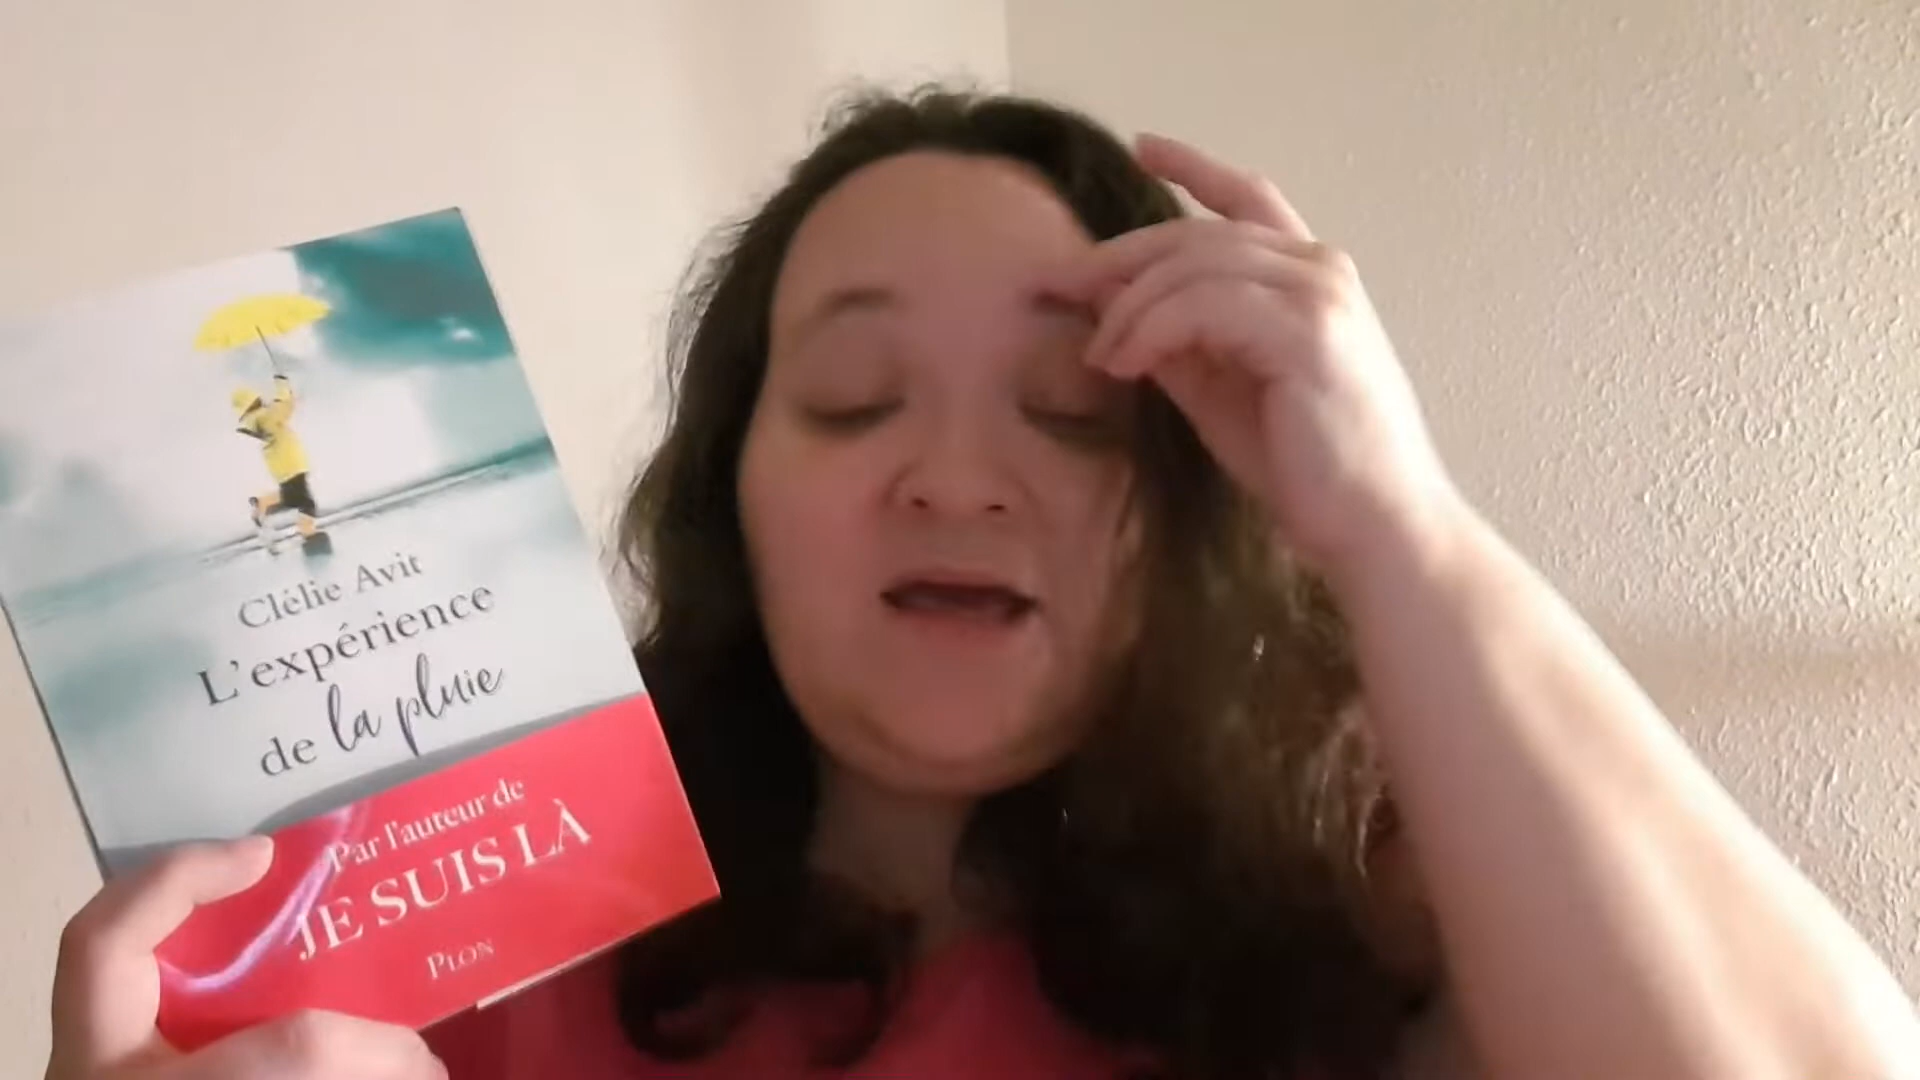 Clélie Avit
L'expérience
de la pluie
Par l'auteur de
JE SUIS LÀ
PLON